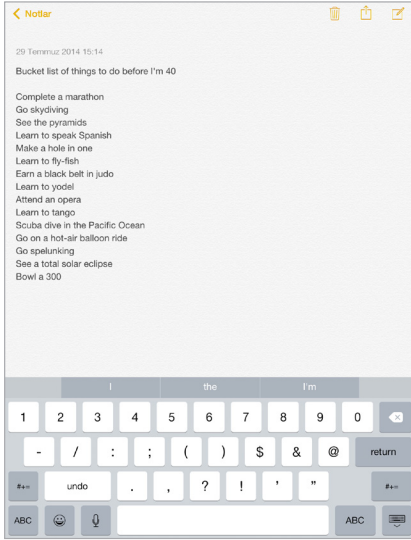 Notlar
29 Temmuz 2014 15:14
Bucket list of things to do before I'm 40
Complete a marathon
Go skydiving
See the pyramids
Learn to speak Spanish
Make a hole in one
Learn to fly-fish
Earn a black belt in judo
Learn to yodel
Attend an opera
Learn to tango
Scuba dive in the Pacific Ocean
Go on a hot-air balloon ride
Go spelunking
See a total solar eclipse
Bowl a 300
I the I'm
1 2 3 4 5 6 7 8 9 0
- / : ; ( ) $ & @ return
#+= undo . , ? ! ' " #+=
ABC ABC